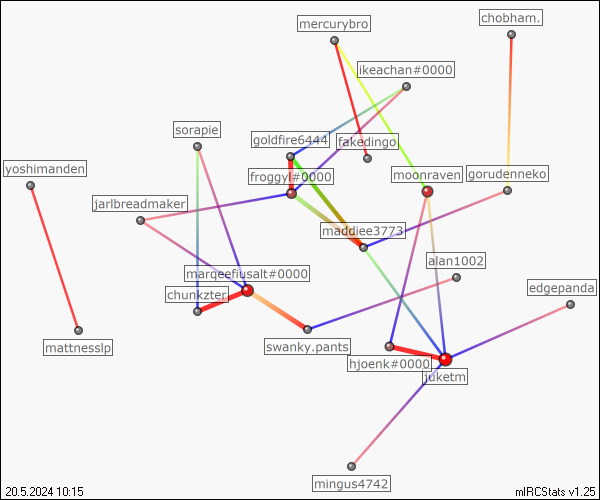 chobham.
mercurybro
ikeachan#0000
sorapie
goldfire6444
fakedingo
yoshimanden
froggyl#0000
moonraven
gorudenneko
jarlbreadmaker
maddiee3773
alan1002
marqeefiusalt#0000
edgepanda
chunkzter
mattnesslp
swanky.pants
hjoenk#0000
juketm
mingus4742
20.5.2024 10:15
mIRCStats v1.25